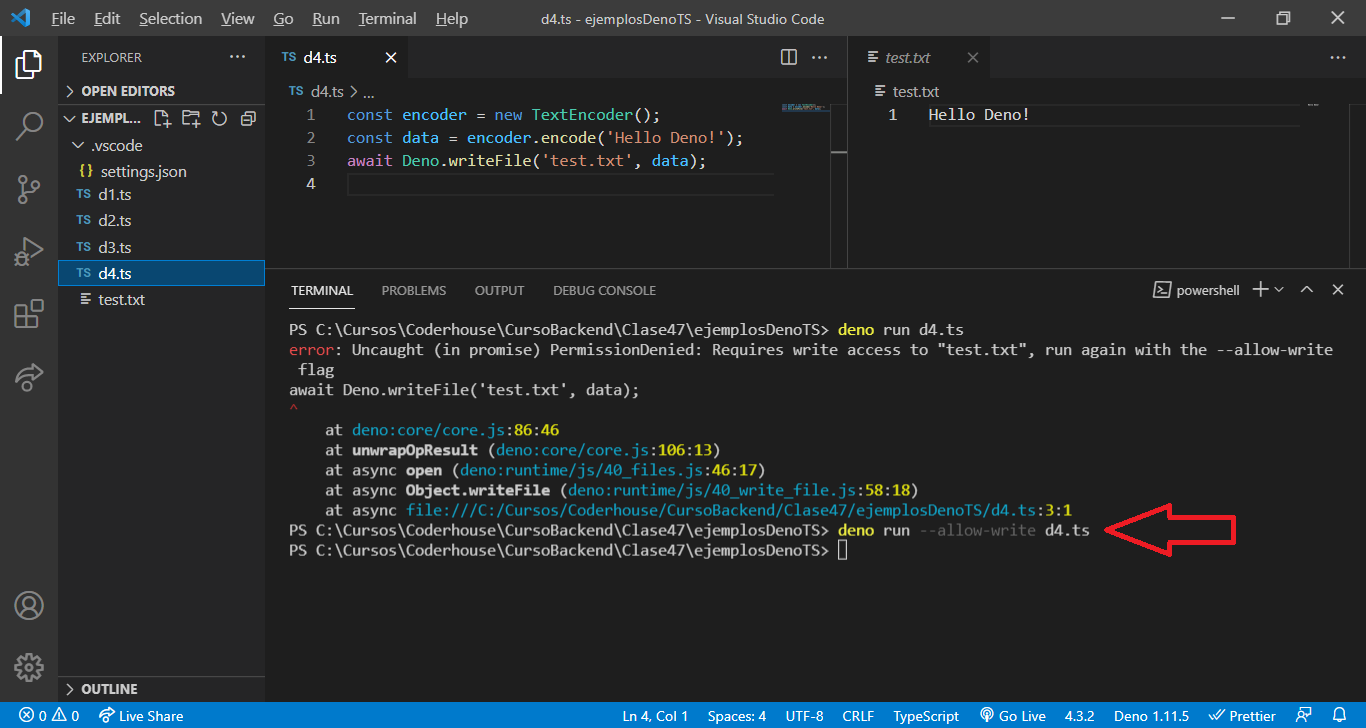 File Edit Selection View Go Run Terminal Help d4.ts - ejemplosDenoTS - Visual Studio Code
EXPLORER
OPEN EDITORS
EJEMPL...
.vscode
{} settings.json
TS d1.ts
TS d2.ts
TS d3.ts
TS d4.ts
test.txt
OUTLINE
TS d4.ts
TS d4.ts > ...
1 const encoder = new TextEncoder();
2 const data = encoder.encode('Hello Deno!');
3 await Deno.writeFile('test.txt', data);
4
test.txt
test.txt
1 Hello Deno!
TERMINAL PROBLEMS OUTPUT DEBUG CONSOLE powershell
PS C:\Cursos\Coderhouse\CursoBackend\Clase47\ejemplosDenoTS> deno run d4.ts
error: Uncaught (in promise) PermissionDenied: Requires write access to "test.txt", run again with the --allow-write
flag
await Deno.writeFile('test.txt', data);
^
at deno:core/core.js:86:46
at unwrapOpResult (deno:core/core.js:106:13)
at async open (deno:runtime/js/40_files.js:46:17)
at async Object.writeFile (deno:runtime/js/40_write_file.js:58:18)
at async file:///C:/Cursos/Coderhouse/CursoBackend/Clase47/ejemplosDenoTS/d4.ts:3:1
PS C:\Cursos\Coderhouse\CursoBackend\Clase47\ejemplosDenoTS> deno run --allow-write d4.ts
PS C:\Cursos\Coderhouse\CursoBackend\Clase47\ejemplosDenoTS>
0 0 Live Share Ln 4, Col 1 Spaces: 4 UTF-8 CRLF TypeScript Go Live 4.3.2 Deno 1.11.5 Prettier